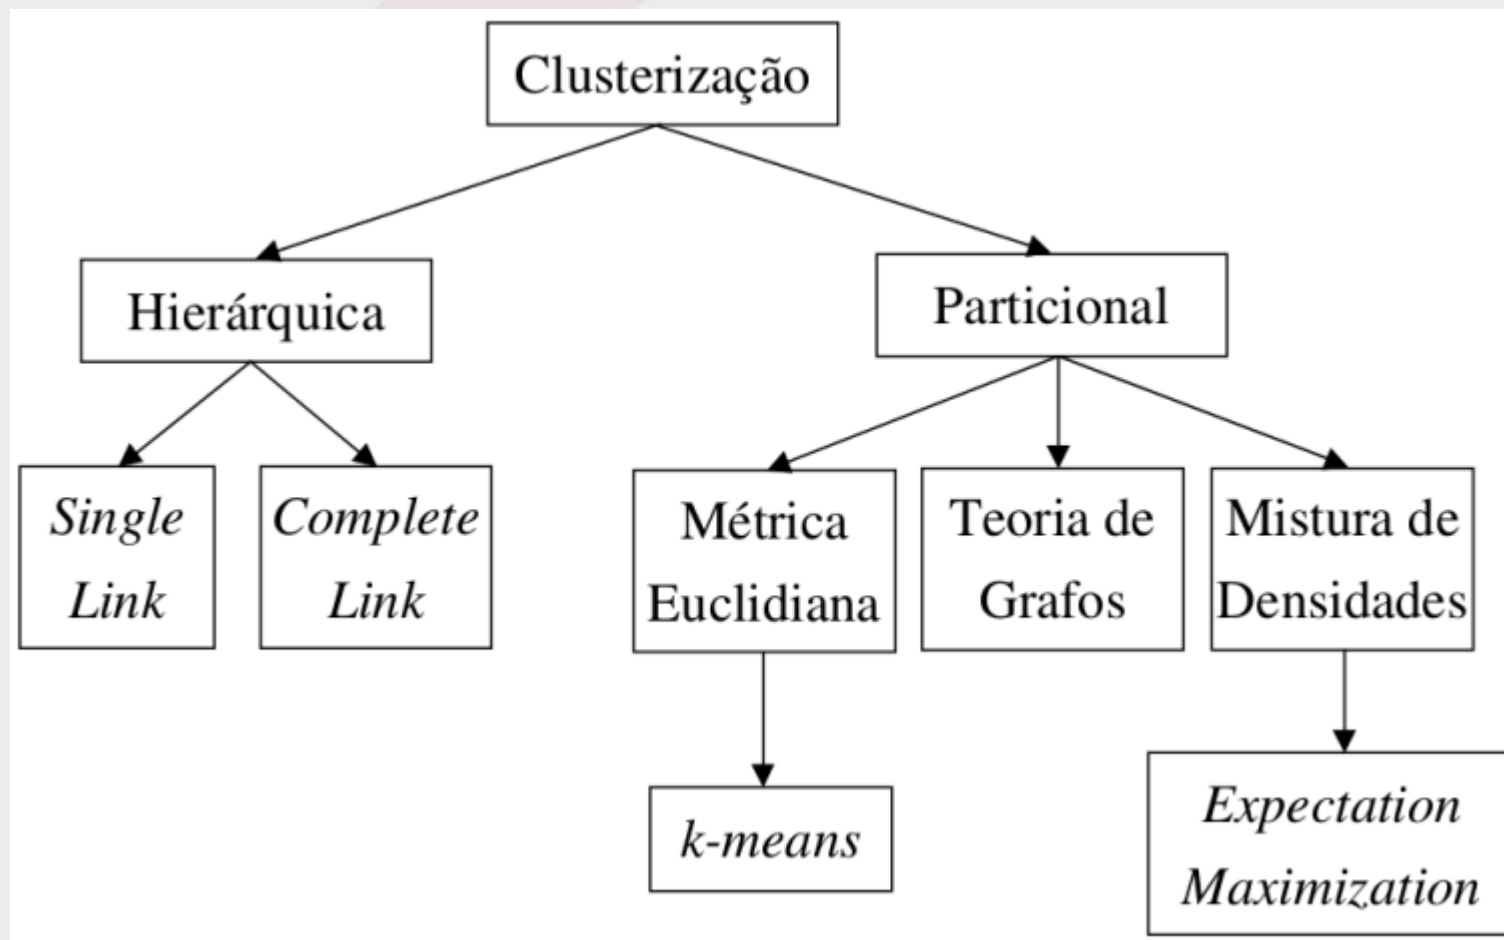 Clusterização
Hierárquica
Particional
Single
Link
Complete
Link
Métrica
Euclidiana
Teoria de
Grafos
Mistura de
Densidades
k-means
Expectation
Maximization